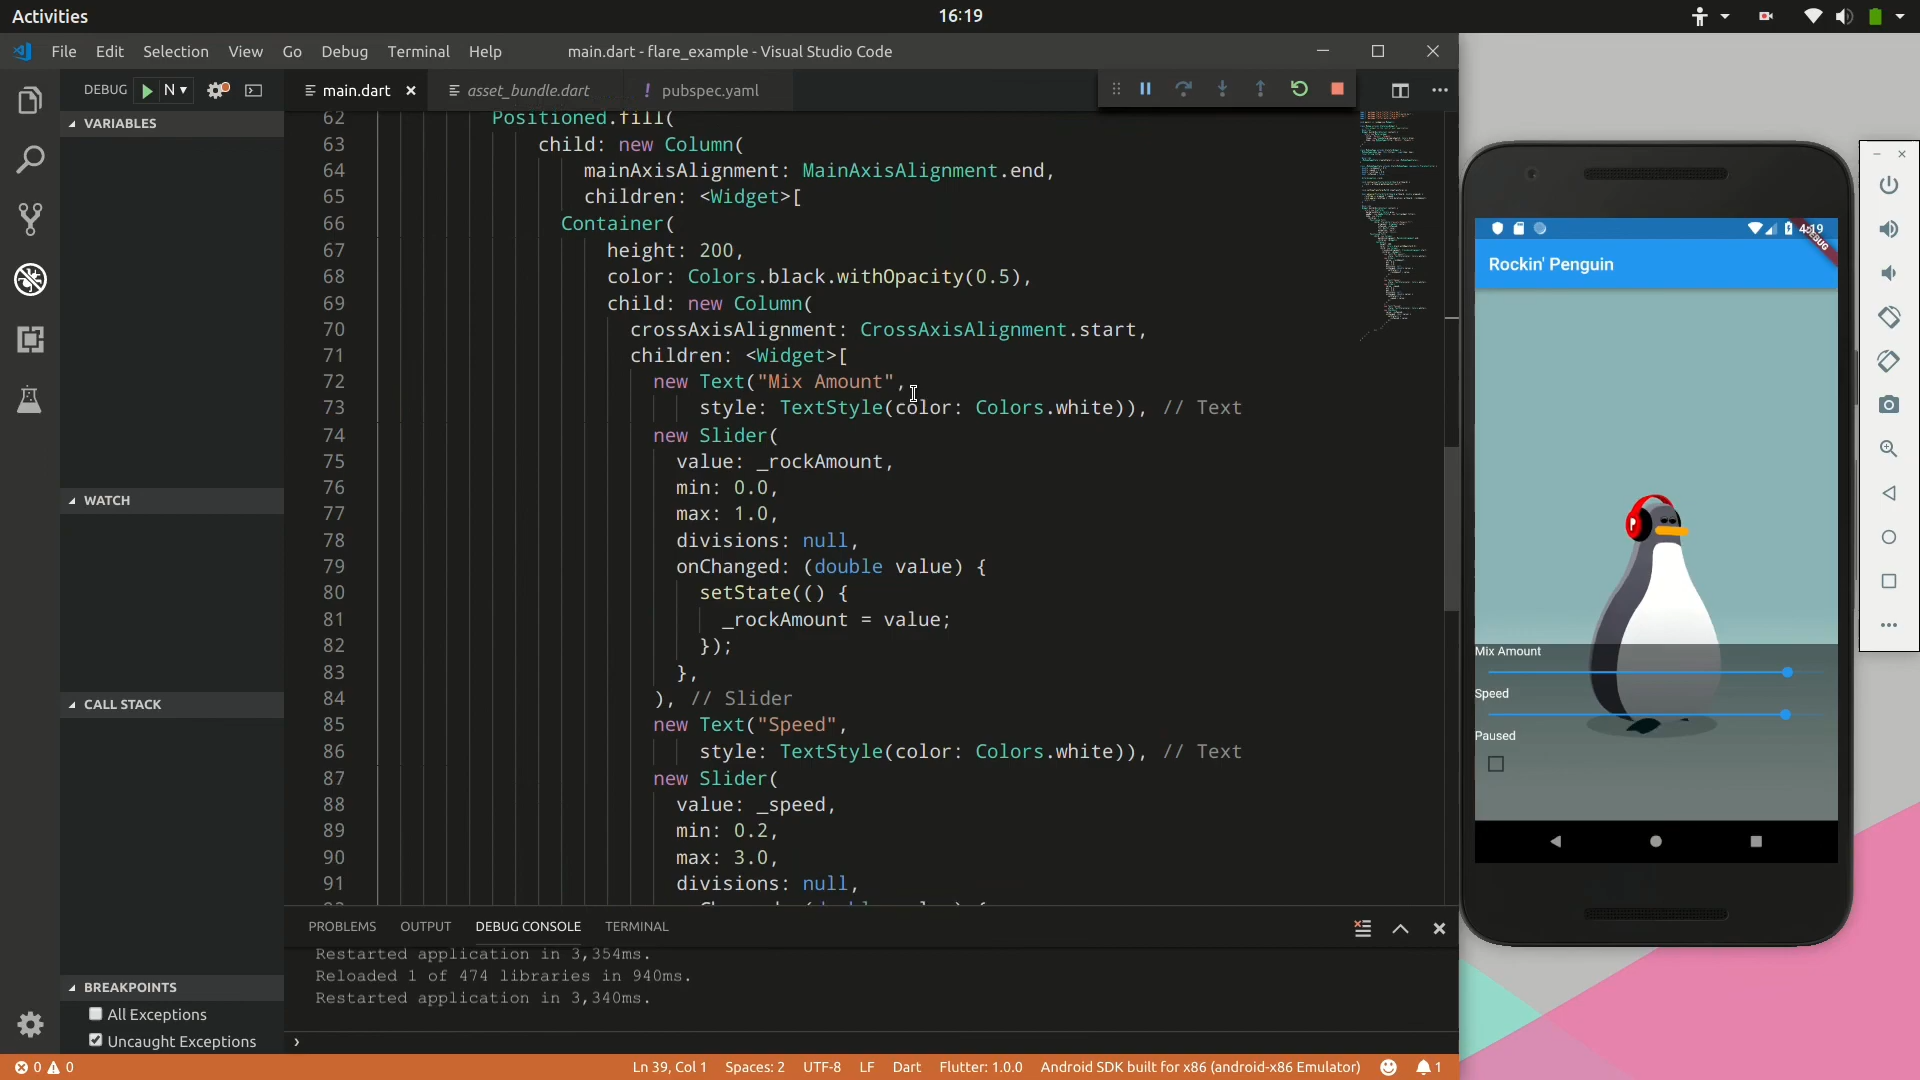 Activities
16:19
File Edit Selection View Go Debug Terminal Help
main.dart - flare_example - Visual Studio Code
DEBUG N
main.dart
asset_bundle.dart
! pubspec.yaml
VARIABLES
WATCH
CALL STACK
BREAKPOINTS
All Exceptions
Uncaught Exceptions
62 Positioned.fill(
63 child: new Column(
64 mainAxisAlignment: MainAxisAlignment.end,
65 children: <Widget>[
66 Container(
67 height: 200,
68 color: Colors.black.withOpacity(0.5),
69 child: new Column(
70 crossAxisAlignment: CrossAxisAlignment.start,
71 children: <Widget>[
72 new Text("Mix Amount",
73 style: TextStyle(color: Colors.white)), // Text
74 new Slider(
75 value: _rockAmount,
76 min: 0.0,
77 max: 1.0,
78 divisions: null,
79 onChanged: (double value) {
80 setState(() {
81 _rockAmount = value;
82 });
83 },
84 ), // Slider
85 new Text("Speed",
86 style: TextStyle(color: Colors.white)), // Text
87 new Slider(
88 value: _speed,
89 min: 0.2,
90 max: 3.0,
91 divisions: null,
PROBLEMS OUTPUT DEBUG CONSOLE TERMINAL
Restarted application in 3,354ms.
Reloaded 1 of 474 libraries in 940ms.
Restarted application in 3,340ms.
›
0 0
Ln 39, Col 1 Spaces: 2 UTF-8 LF Dart Flutter: 1.0.0 Android SDK built for x86 (android-x86 Emulator) 1
4:19
DEBUG
Rockin' Penguin
P
Mix Amount
Speed
Paused